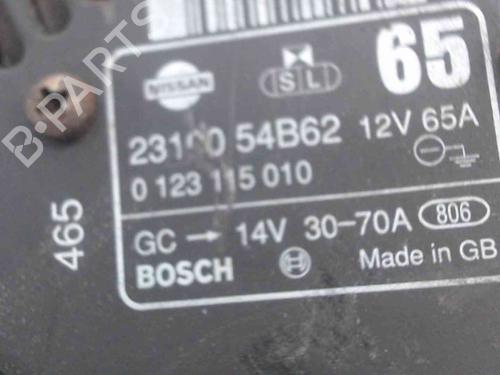 65
NISSAN
S L
23100 54B62 12V 65A
0 123 115 010
GC → 14V 30-70A 806
BOSCH Made in GB
465
B-PARTS